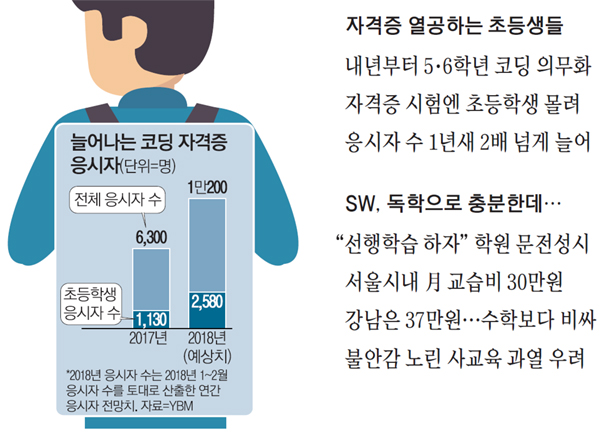 늘어나는 코딩 자격증
응시자(단위=명)
전체 응시자 수
6,300
1만200
초등학생
응시자 수
1,130
2,580
2017년
2018년
(예상치)
*2018년 응시자 수는 2018년 1~2월
응시자 수를 토대로 산출한 연간
응시자 전망치. 자료=YBM
자격증 열공하는 초등생들
내년부터 5·6학년 코딩 의무화
자격증 시험엔 초등학생 몰려
응시자 수 1년새 2배 넘게 늘어
SW, 독학으로 충분한데…
“선행학습 하자” 학원 문전성시
서울시내 月 교습비 30만원
강남은 37만원…수학보다 비싸
불안감 노린 사교육 과열 우려